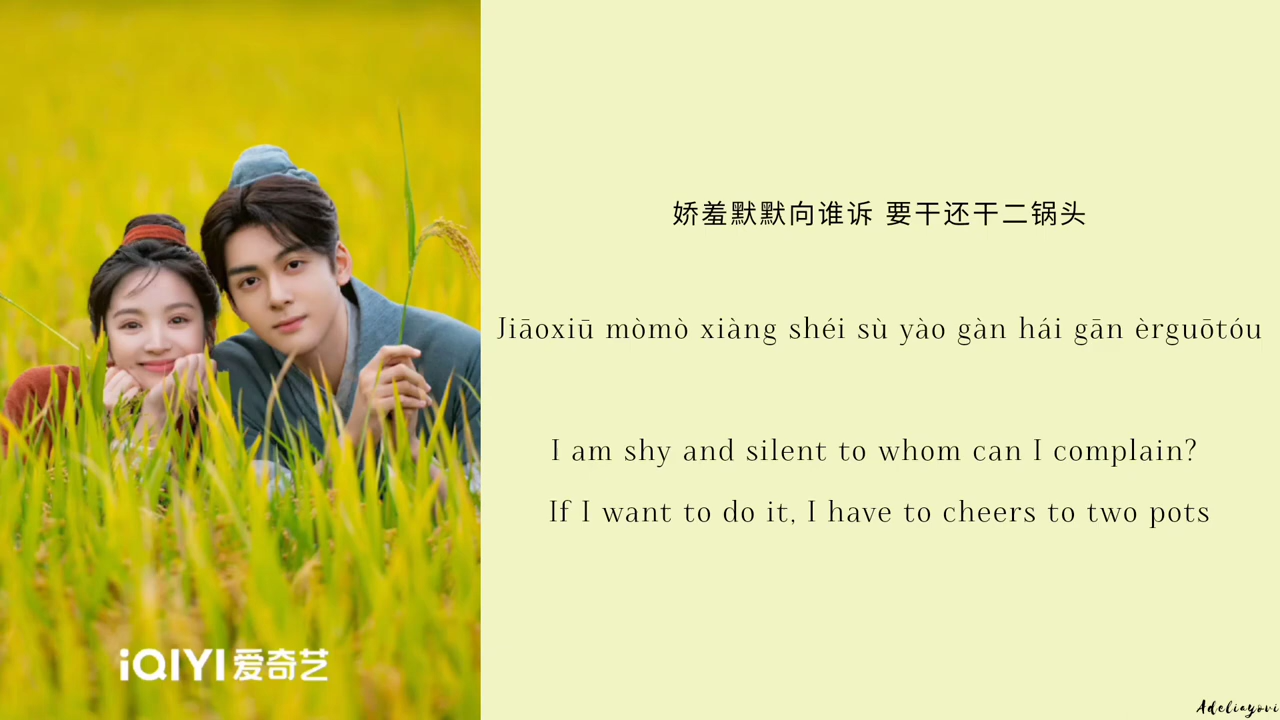 娇羞默默向谁诉 要干还干二锅头
Jiāoxiū mòmò xiàng shéi sù yào gàn hái gān èrguōtóu
I am shy and silent to whom can I complain?
If I want to do it, I have to cheers to two pots
iQIYI 爱奇艺
Adeliayovi